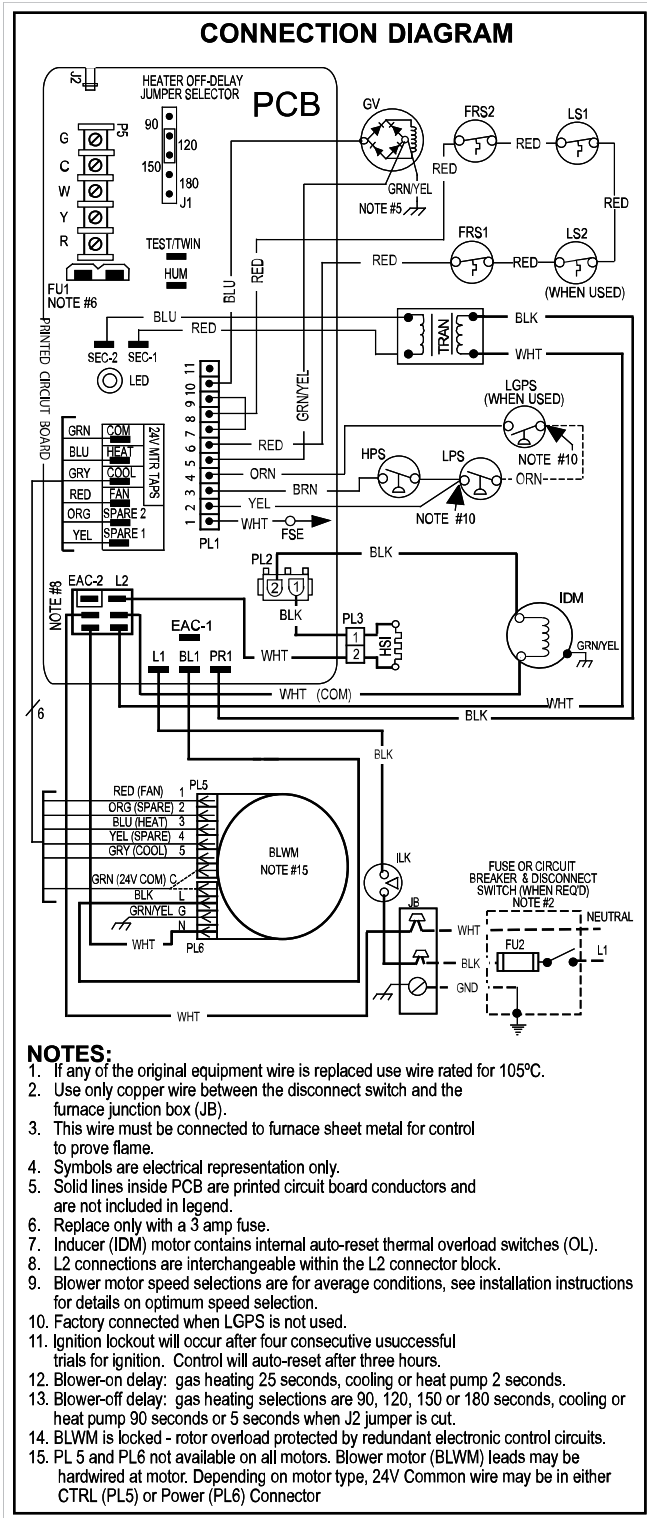 CONNECTION DIAGRAM
J2
HEATER OFF-DELAY
JUMPER SELECTOR
PCB
90
120
150
180
J1
P5
G
C
W
Y
R
TEST/TWIN
HUM
FU1
NOTE #6
GV
GRN/YEL
NOTE #5
FRS2
RED
LS1
RED
RED
FRS1
RED
RED
LS2
(WHEN USED)
BLU
RED
BLU
RED
TRAN
BLK
WHT
SEC-2
SEC-1
LED
PRINTED CIRCUIT BOARD
GRN
COM
BLU
HEAT
GRY
COOL
RED
FAN
ORG
SPARE 2
YEL
SPARE 1
24V MTR TAPS
11
10
9
8
7
6
5
4
3
2
1
PL1
GRN/YEL
RED
ORN
BRN
YEL
WHT
FSE
LGPS
(WHEN USED)
NOTE #10
HPS
LPS
ORN
NOTE #10
BLK
PL2
2
1
BLK
PL3
1
2
HSI
WHT
IDM
GRN/YEL
NOTE #8
EAC-2
L2
EAC-1
L1
BL1
PR1
WHT
(COM)
WHT
BLK
6
BLK
PL5
RED (FAN) 1
ORG (SPARE) 2
BLU (HEAT) 3
YEL (SPARE) 4
GRY (COOL) 5
GRN (24V COM) C
BLK L
GRN/YEL G
N
WHT
PL6
BLWM
NOTE #15
ILK
JB
FUSE OR CIRCUIT
BREAKER & DISCONNECT
SWITCH (WHEN REQ'D)
NOTE #2
NEUTRAL
WHT
BLK
FU2
L1
GND
WHT
NOTES:
1. If any of the original equipment wire is replaced use wire rated for 105ºC.
2. Use only copper wire between the disconnect switch and the
furnace junction box (JB).
3. This wire must be connected to furnace sheet metal for control
to prove flame.
4. Symbols are electrical representation only.
5. Solid lines inside PCB are printed circuit board conductors and
are not included in legend.
6. Replace only with a 3 amp fuse.
7. Inducer (IDM) motor contains internal auto-reset thermal overload switches (OL).
8. L2 connections are interchangeable within the L2 connector block.
9. Blower motor speed selections are for average conditions, see installation instructions
for details on optimum speed selection.
10. Factory connected when LGPS is not used.
11. Ignition lockout will occur after four consecutive usuccessful
trials for ignition. Control will auto-reset after three hours.
12. Blower-on delay: gas heating 25 seconds, cooling or heat pump 2 seconds.
13. Blower-off delay: gas heating selections are 90, 120, 150 or 180 seconds, cooling or
heat pump 90 seconds or 5 seconds when J2 jumper is cut.
14. BLWM is locked - rotor overload protected by redundant electronic control circuits.
15. PL 5 and PL6 not available on all motors. Blower motor (BLWM) leads may be
hardwired at motor. Depending on motor type, 24V Common wire may be in either
CTRL (PL5) or Power (PL6) Connector